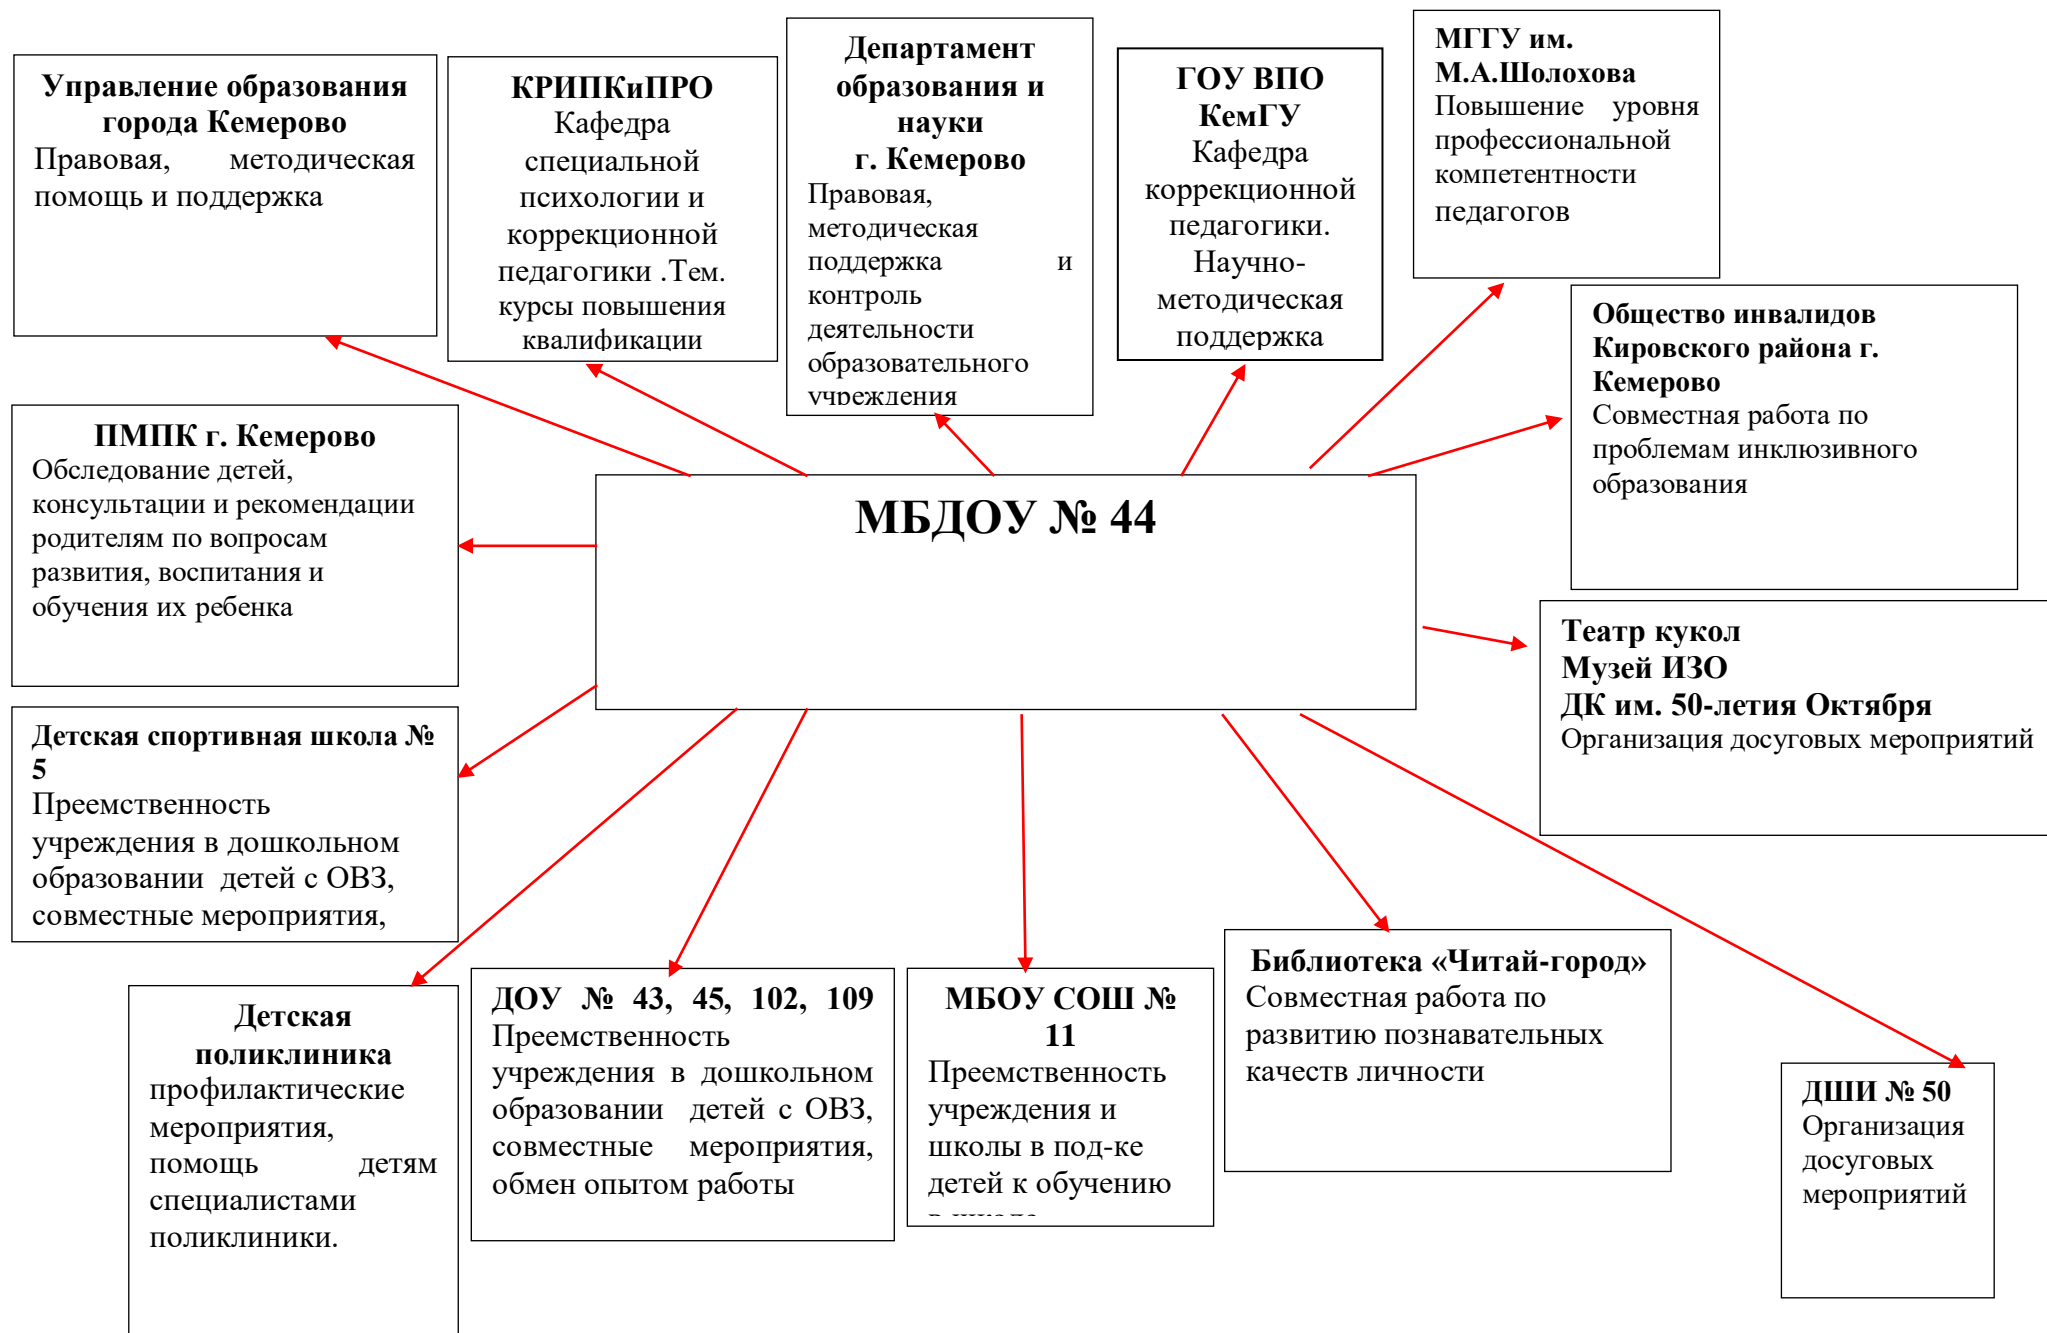 Управление образования
города Кемерово
Правовая, методическая
помощь и поддержка
КРИПКиПРО
Кафедра
специальной
психологии и
коррекционной
педагогики .Тем.
курсы повышения
квалификации
Департамент
образования и
науки
г. Кемерово
Правовая,
методическая
поддержка и
контроль
деятельности
образовательного
учреждения
ГОУ ВПО
КемГУ
Кафедра
коррекционной
педагогики.
Научно-
методическая
поддержка
МГГУ им.
М.А.Шолохова
Повышение уровня
профессиональной
компетентности
педагогов
Общество инвалидов
Кировского района г.
Кемерово
Совместная работа по
проблемам инклюзивного
образования
ПМПК г. Кемерово
Обследование детей,
консультации и рекомендации
родителям по вопросам
развития, воспитания и
обучения их ребенка
МБДОУ № 44
Театр кукол
Музей ИЗО
ДК им. 50-летия Октября
Организация досуговых мероприятий
Детская спортивная школа №
5
Преемственность
учреждения в дошкольном
образовании детей с ОВЗ,
совместные мероприятия,
Детская
поликлиника
профилактические
мероприятия,
помощь детям
специалистами
поликлиники.
ДОУ № 43, 45, 102, 109
Преемственность
учреждения в дошкольном
образовании детей с ОВЗ,
совместные мероприятия,
обмен опытом работы
МБОУ СОШ №
11
Преемственность
учреждения и
школы в под-ке
детей к обучению
Библиотека «Читай-город»
Совместная работа по
развитию познавательных
качеств личности
ДШИ № 50
Организация
досуговых
мероприятий